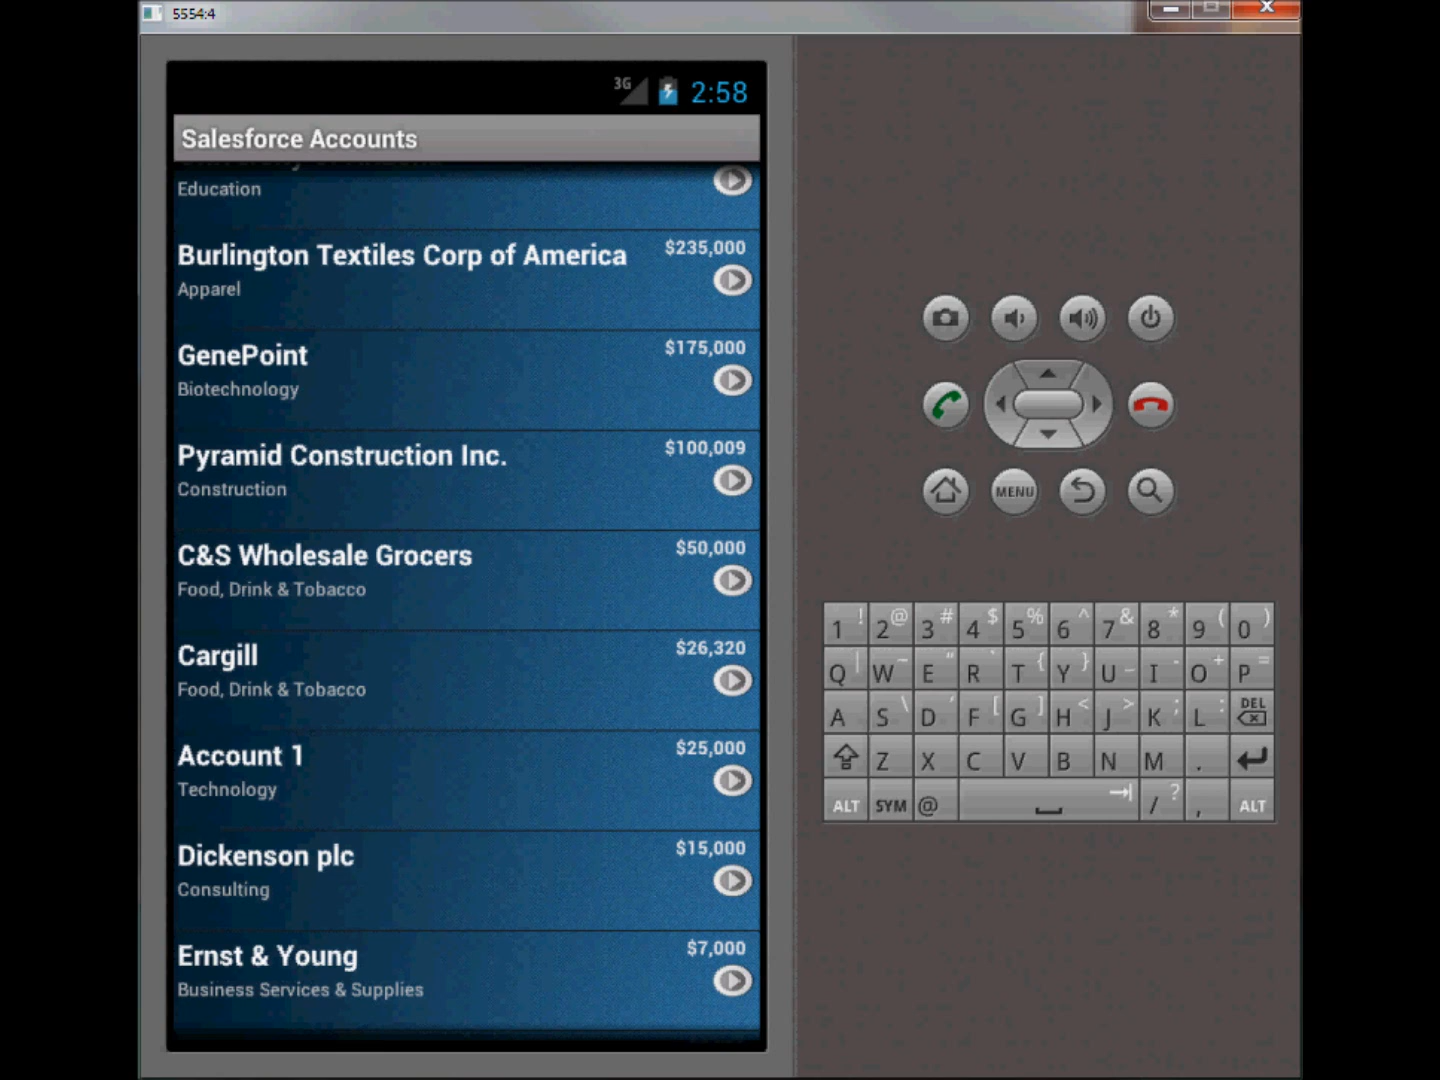 5554:4
3G
2:58
Salesforce Accounts
Education
Burlington Textiles Corp of America
$235,000
Apparel
GenePoint
$175,000
Biotechnology
Pyramid Construction Inc.
$100,009
Construction
C&S Wholesale Grocers
$50,000
Food, Drink & Tobacco
Cargill
$26,320
Food, Drink & Tobacco
Account 1
$25,000
Technology
Dickenson plc
$15,000
Consulting
Ernst & Young
$7,000
Business Services & Supplies
MENU
1 ! 2 @ 3 # 4 $ 5 % 6 ^ 7 & 8 * 9 ( 0 )
Q | W ~ E " R ` T { Y } U _ I - O + P =
A S \ D ' F [ G ] H < J > K ; L : DEL
Z X C V B N M .
ALT SYM @ / ? , ALT